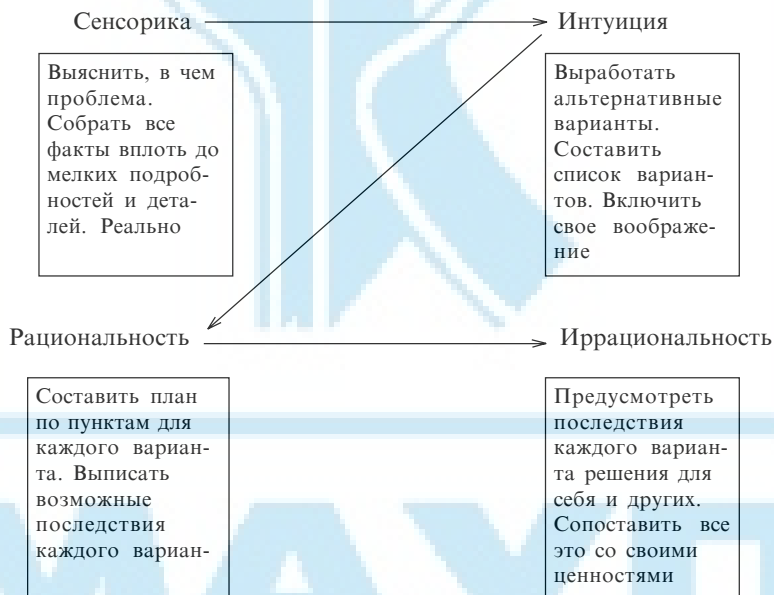 Сенсорика
Интуиция
Выяснить, в чем
проблема.
Собрать все
факты вплоть до
мелких подроб-
ностей и дета-
лей. Реально
Выработать
альтернативные
варианты.
Составить
список вариан-
тов. Включить
свое воображе-
ние
Рациональность
Иррациональность
Составить план
по пунктам для
каждого вариан-
та. Выписать
возможные
последствия
каждого вариан-
Предусмотреть
последствия
каждого вариан-
та решения для
себя и других.
Сопоставить все
это со своими
ценностями
МАУП